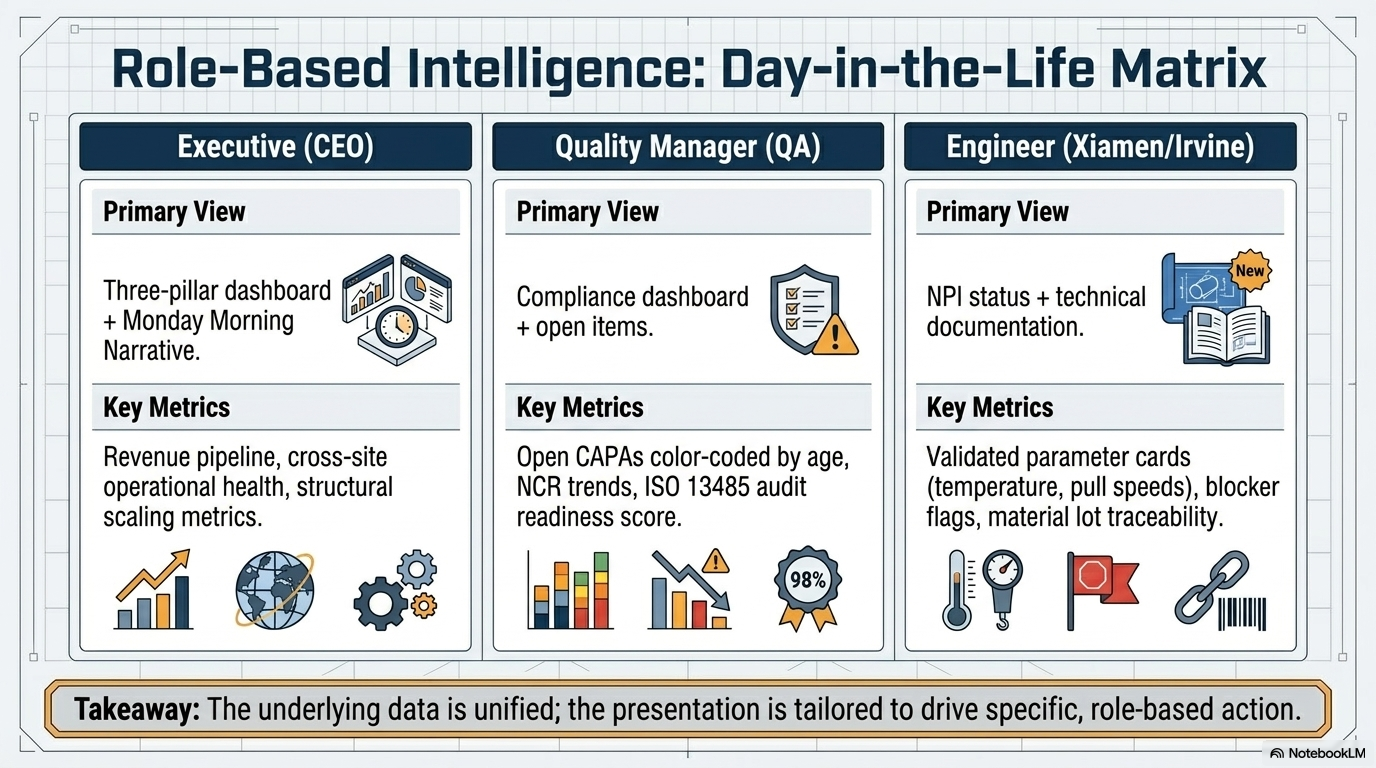 Role-Based Intelligence: Day-in-the-Life Matrix
Executive (CEO)
Primary View
Three-pillar dashboard
+ Monday Morning
Narrative.
Key Metrics
Revenue pipeline, cross-site
operational health, structural
scaling metrics.
Quality Manager (QA)
Primary View
Compliance dashboard
+ open items.
Key Metrics
Open CAPAs color-coded by age,
NCR trends, ISO 13485 audit
readiness score.
98%
Engineer (Xiamen/Irvine)
Primary View
NPI status + technical
documentation.
New
Key Metrics
Validated parameter cards
(temperature, pull speeds), blocker
flags, material lot traceability.
Takeaway: The underlying data is unified; the presentation is tailored to drive specific, role-based action.
NotebookLM